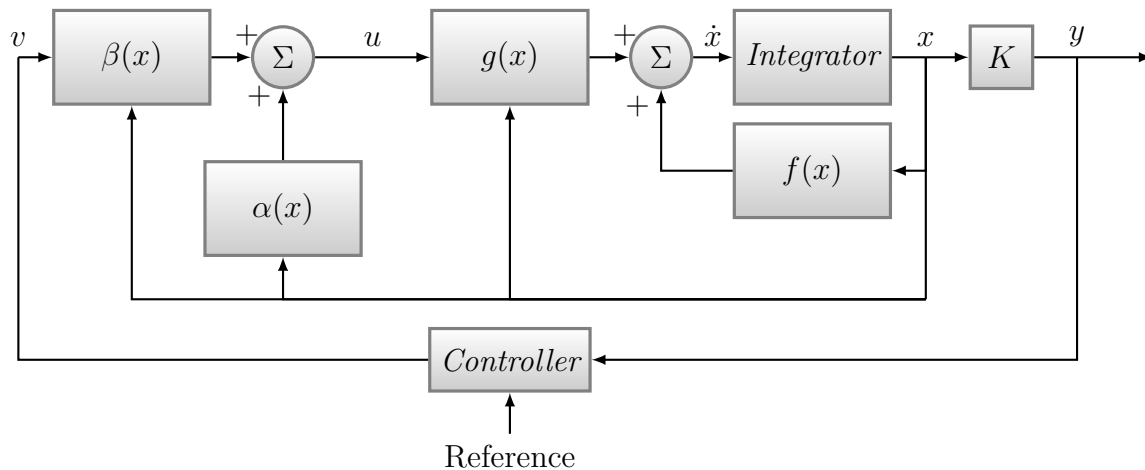 v β(x) + Σ u g(x) + Σ ẋ Integrator x K y
+ +
f(x)
α(x)
Controller
Reference